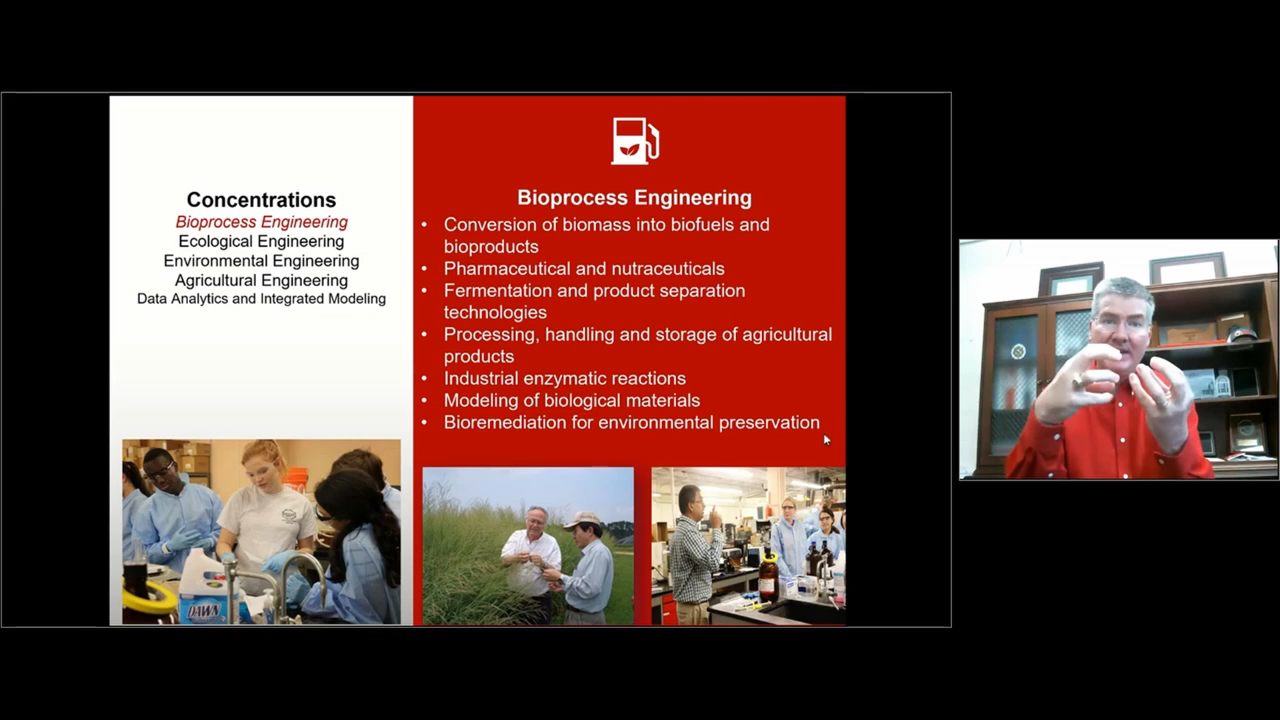 Concentrations
Bioprocess Engineering
Ecological Engineering
Environmental Engineering
Agricultural Engineering
Data Analytics and Integrated Modeling
Bioprocess Engineering
• Conversion of biomass into biofuels and
bioproducts
• Pharmaceutical and nutraceuticals
• Fermentation and product separation
technologies
• Processing, handling and storage of agricultural
products
• Industrial enzymatic reactions
• Modeling of biological materials
• Bioremediation for environmental preservation
DAWN